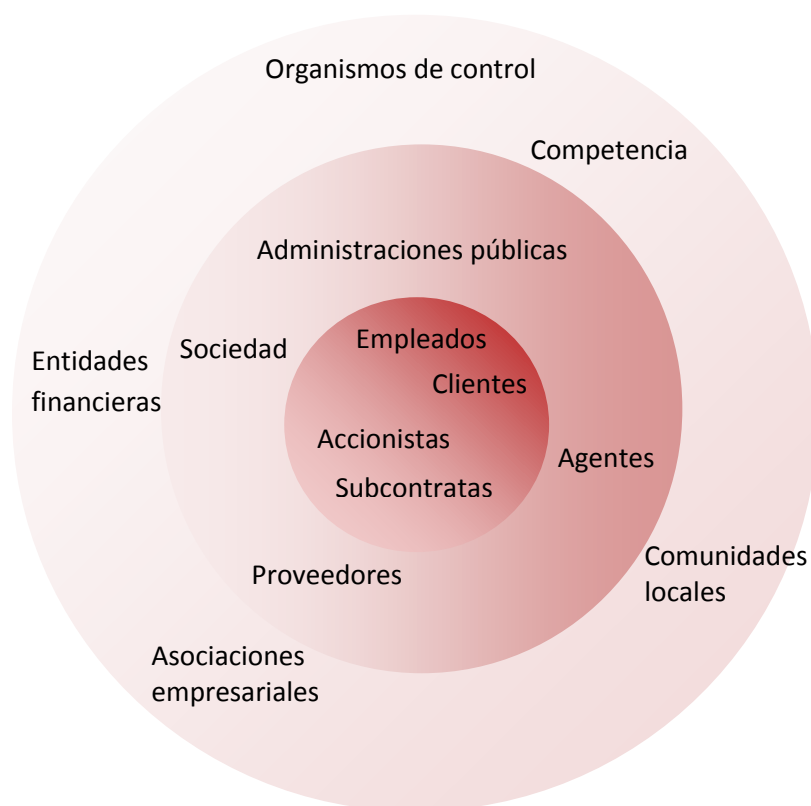 Organismos de control
Competencia
Administraciones públicas
Sociedad
Empleados
Entidades
financieras
Clientes
Accionistas
Agentes
Subcontratas
Proveedores
Comunidades
locales
Asociaciones
empresariales